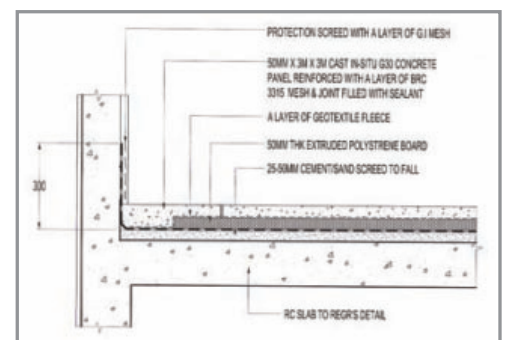 PROTECTION SCREED WITH A LAYER OF G.I MESH
50MM X 3M X 3M CAST IN-SITU G30 CONCRETE
PANEL REINFORCED WITH A LAYER OF BRC
3315 MESH & JOINT FILLED WITH SEALANT
A LAYER OF GEOTEXTILE FLEECE
50MM THK EXTRUDED POLYSTRENE BOARD
25-50MM CEMENT/SAND SCREED TO FALL
300
RC SLAB TO REGR'S DETAIL